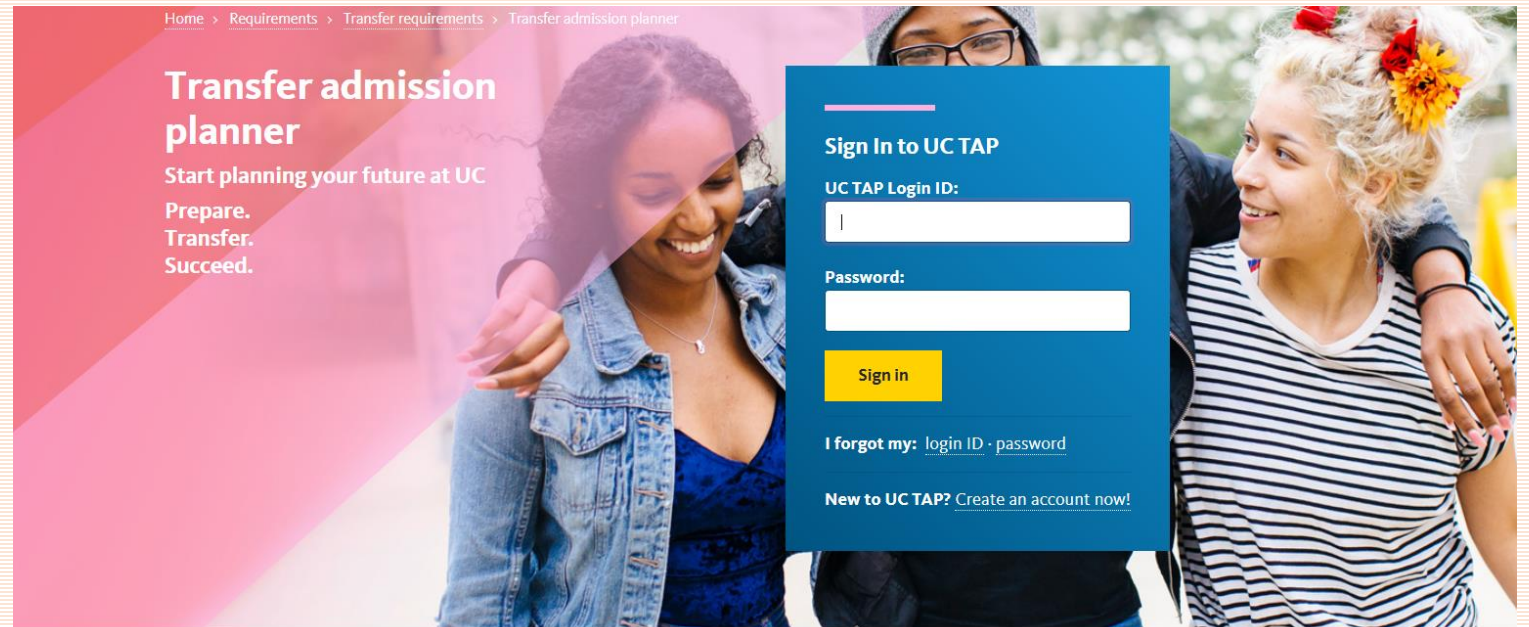 Home > Requirements > Transfer requirements > Transfer admission planner
Transfer admission
planner
Start planning your future at UC
Prepare.
Transfer.
Succeed.
Sign In to UC TAP
UC TAP Login ID:
Password:
Sign in
I forgot my: login ID · password
New to UC TAP? Create an account now!